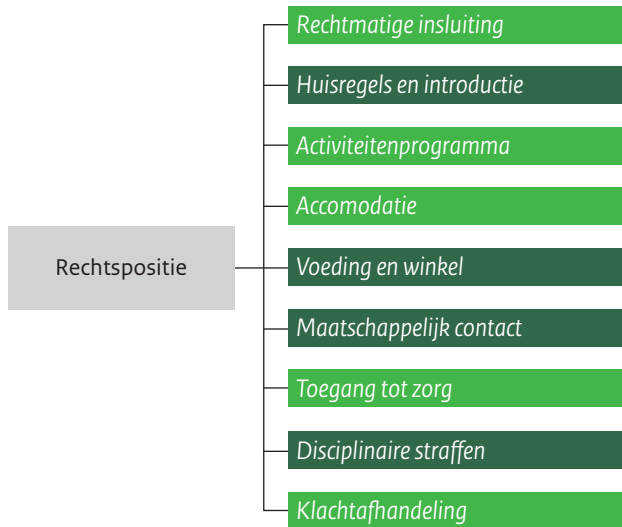 Rechtmatige insluiting
Huisregels en introductie
Activiteitenprogramma
Accomodatie
Rechtspositie
Voeding en winkel
Maatschappelijk contact
Toegang tot zorg
Disciplinaire straffen
Klachtafhandeling